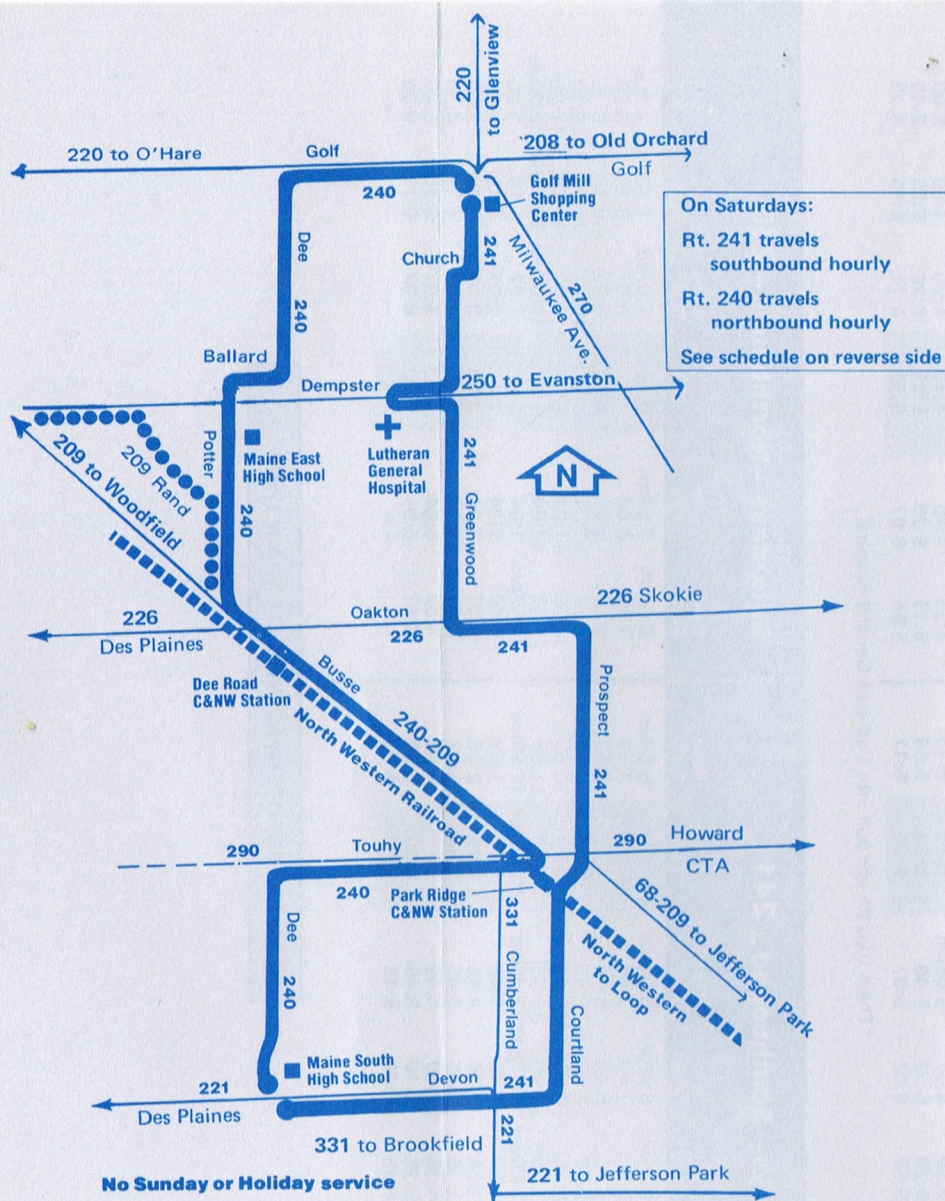 to Glenview
220
220 to O'Hare
Golf
208 to Old Orchard
Golf
240
Golf Mill
Shopping
Center
On Saturdays:
Rt. 241 travels
southbound hourly
Rt. 240 travels
northbound hourly
See schedule on reverse side
Dee
240
Church
241
Milwaukee Ave.
270
Ballard
Dempster
250 to Evanston
209 to Woodfield
209 Rand
Potter
240
Maine East
High School
Lutheran
General
Hospital
241
Greenwood
N
226
Des Plaines
Oakton
226
241
226 Skokie
Dee Road
C&NW Station
Busse
240-209
North Western Railroad
Prospect
241
290
Touhy
290
Howard
CTA
240
Park Ridge
C&NW Station
331
Cumberland
68-209 to Jefferson Park
North Western
to Loop
Dee
240
Courtland
Maine South
High School
221
Des Plaines
Devon
241
331 to Brookfield
221
221 to Jefferson Park
No Sunday or Holiday service